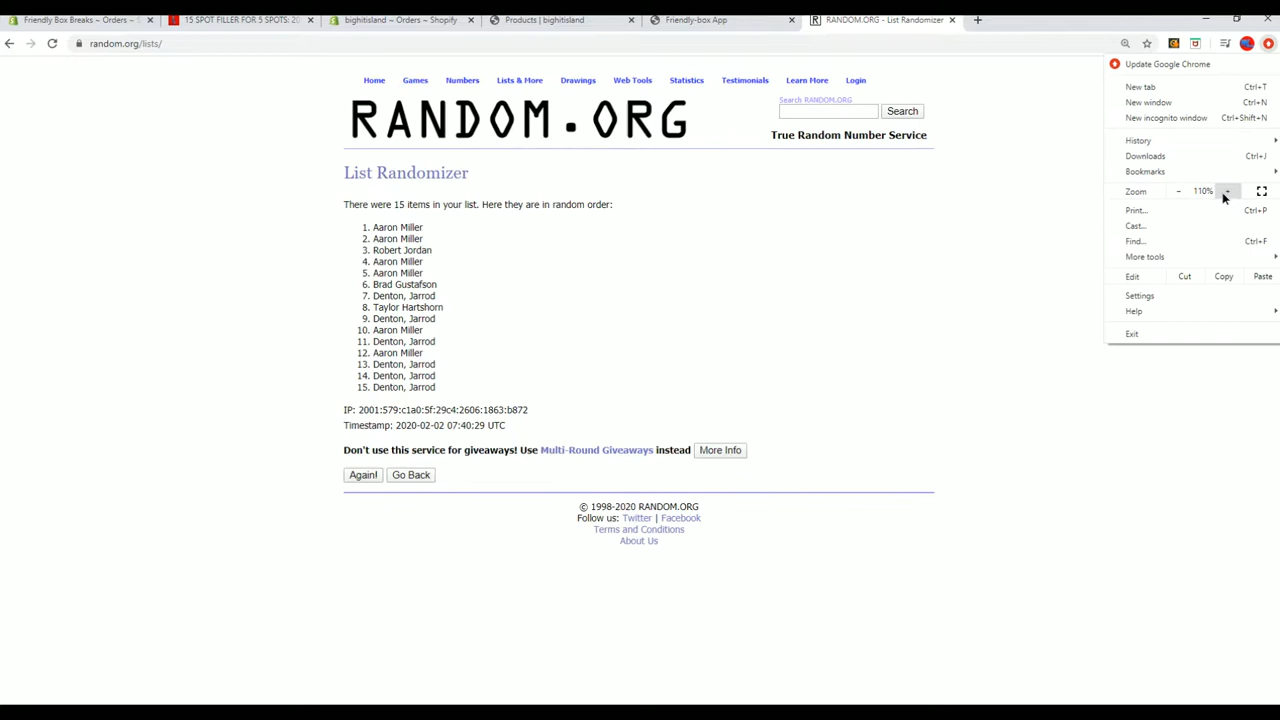 Friendly Box Breaks ~ Orders ~ S
15 SPOT FILLER FOR 5 SPOTS: 20
bighitisland ~ Orders ~ Shopify
Products | bighitisland
Friendly-box App
RANDOM.ORG - List Randomizer
random.org/lists/
Update Google Chrome
New tab Ctrl+T
New window Ctrl+N
New incognito window Ctrl+Shift+N
History
Downloads Ctrl+J
Bookmarks
Zoom - 110% +
Print... Ctrl+P
Cast...
Find... Ctrl+F
More tools
Edit Cut Copy Paste
Settings
Help
Exit
Home Games Numbers Lists & More Drawings Web Tools Statistics Testimonials Learn More Login
RANDOM.ORG
Search RANDOM.ORG
Search
True Random Number Service
List Randomizer
There were 15 items in your list. Here they are in random order:
1. Aaron Miller
2. Aaron Miller
3. Robert Jordan
4. Aaron Miller
5. Aaron Miller
6. Brad Gustafson
7. Denton, Jarrod
8. Taylor Hartshorn
9. Denton, Jarrod
10. Aaron Miller
11. Denton, Jarrod
12. Aaron Miller
13. Denton, Jarrod
14. Denton, Jarrod
15. Denton, Jarrod
IP: 2001:579:c1a0:5f:29c4:2606:1863:b872
Timestamp: 2020-02-02 07:40:29 UTC
Don't use this service for giveaways! Use Multi-Round Giveaways instead More Info
Again! Go Back
© 1998-2020 RANDOM.ORG
Follow us: Twitter | Facebook
Terms and Conditions
About Us